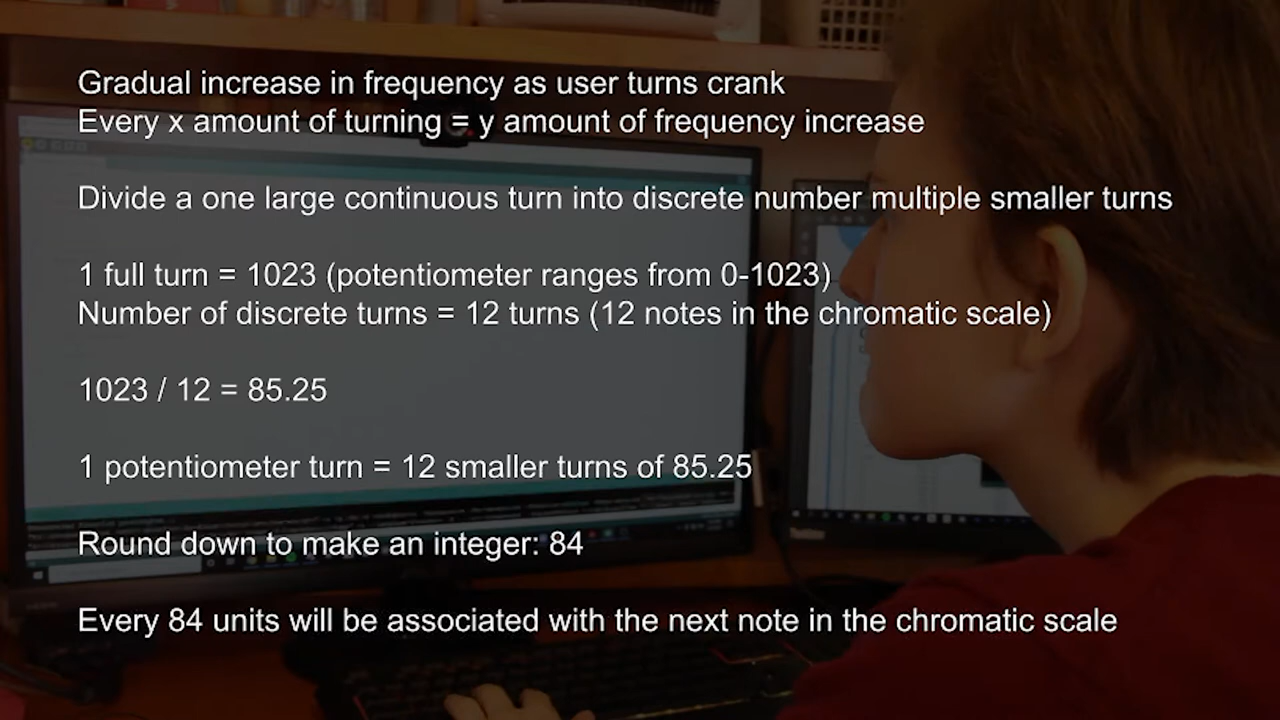 Gradual increase in frequency as user turns crank
Every x amount of turning = y amount of frequency increase
Divide a one large continuous turn into discrete number multiple smaller turns
1 full turn = 1023 (potentiometer ranges from 0-1023)
Number of discrete turns = 12 turns (12 notes in the chromatic scale)
1023 / 12 = 85.25
1 potentiometer turn = 12 smaller turns of 85.25
Round down to make an integer: 84
Every 84 units will be associated with the next note in the chromatic scale